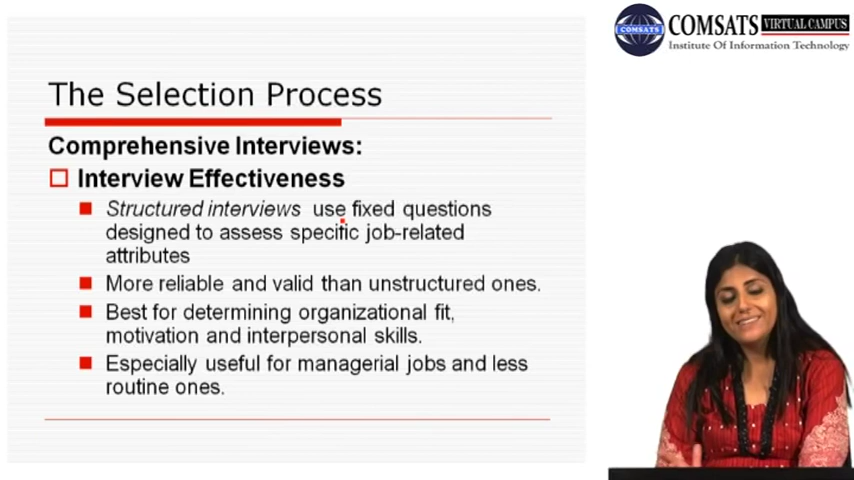 COMSATS
COMSATS VIRTUAL CAMPUS
Institute Of Information Technology
The Selection Process
Comprehensive Interviews:
Interview Effectiveness
Structured interviews use fixed questions
designed to assess specific job-related
attributes
More reliable and valid than unstructured ones.
Best for determining organizational fit,
motivation and interpersonal skills.
Especially useful for managerial jobs and less
routine ones.